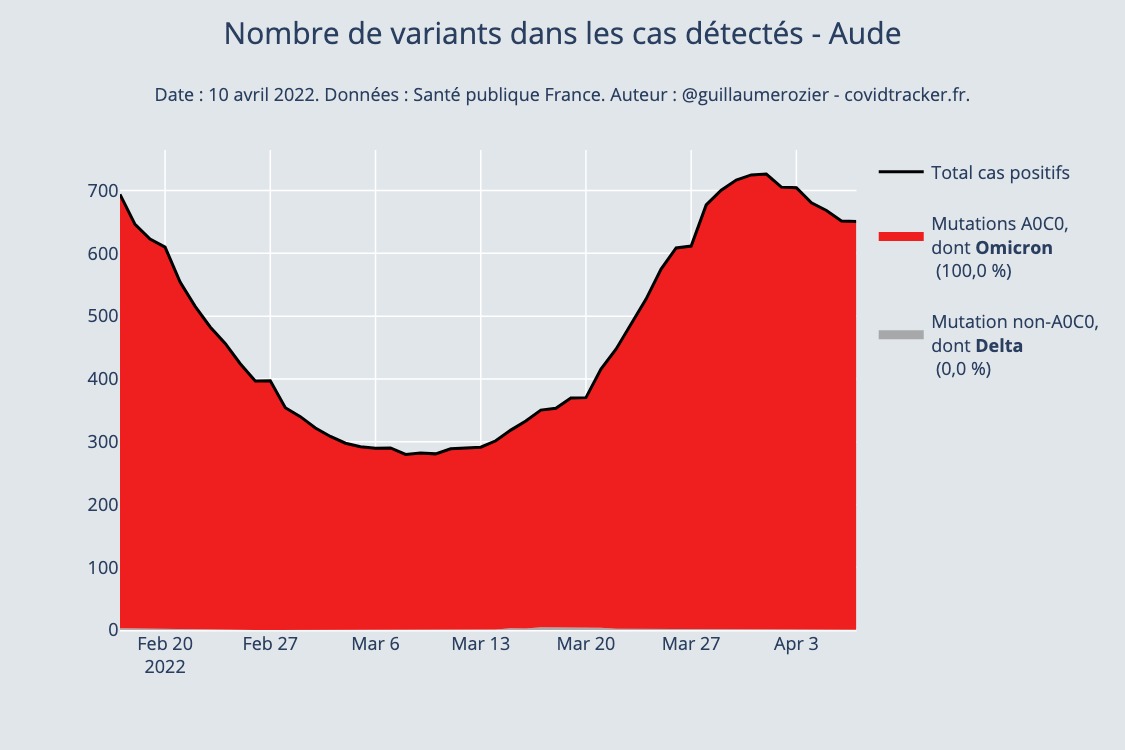 Nombre de variants dans les cas détectés - Aude
Date : 10 avril 2022. Données : Santé publique France. Auteur : @guillaumerozier - covidtracker.fr.
Total cas positifs
Mutations A0C0,
dont Omicron
(100,0 %)
Mutation non-A0C0,
dont Delta
(0,0 %)
700
600
500
400
300
200
100
0
Feb 20 Feb 27 Mar 6 Mar 13 Mar 20 Mar 27 Apr 3
2022